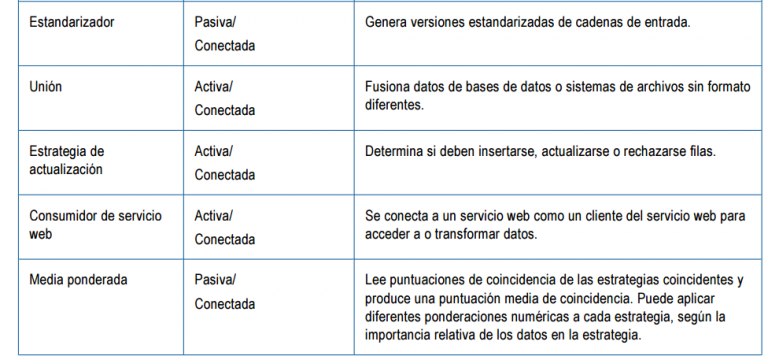 Estandarizador
Pasiva/
Conectada
Genera versiones estandarizadas de cadenas de entrada.
Unión
Activa/
Conectada
Fusiona datos de bases de datos o sistemas de archivos sin formato
diferentes.
Estrategia de
actualización
Activa/
Conectada
Determina si deben insertarse, actualizarse o rechazarse filas.
Consumidor de servicio
web
Activa/
Conectada
Se conecta a un servicio web como un cliente del servicio web para
acceder a o transformar datos.
Media ponderada
Pasiva/
Conectada
Lee puntuaciones de coincidencia de las estrategias coincidentes y
produce una puntuación media de coincidencia. Puede aplicar
diferentes ponderaciones numéricas a cada estrategia, según la
importancia relativa de los datos en la estrategia.